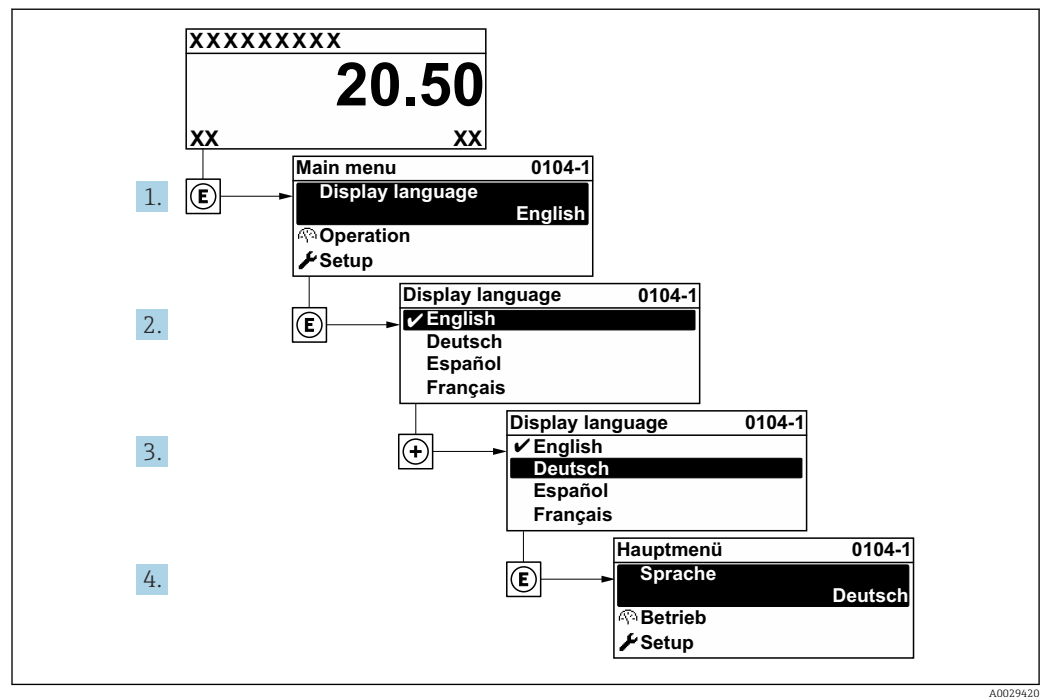 XXXXXXXXX
20.50
XX XX
Main menu 0104-1
1. E Display language
English
Operation
Setup
Display language 0104-1
2. E ✔ English
Deutsch
Español
Français
Display language 0104-1
3. + ✔ English
Deutsch
Español
Français
Hauptmenü 0104-1
4. E Sprache
Deutsch
Betrieb
Setup
A0029420